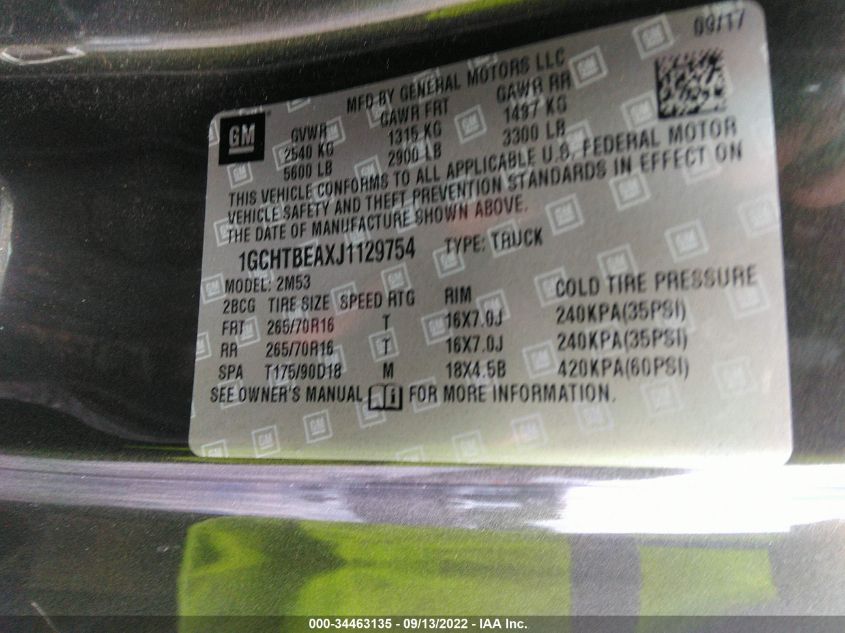 09/17
MFD BY GENERAL MOTORS LLC
GM
GVWR GAWR FRT GAWR RR
2540 KG 1315 KG 1497 KG
5600 LB 2900 LB 3300 LB
THIS VEHICLE CONFORMS TO ALL APPLICABLE U.S. FEDERAL MOTOR
VEHICLE SAFETY AND THEFT PREVENTION STANDARDS IN EFFECT ON
THE DATE OF MANUFACTURE SHOWN ABOVE.
1GCHTBEAXJ1129754 TYPE: TRUCK
MODEL: 2M53
2BCG TIRE SIZE SPEED RTG RIM COLD TIRE PRESSURE
FRT 265/70R16 T 16X7.0J 240KPA(35PSI)
RR 265/70R16 T 16X7.0J 240KPA(35PSI)
SPA T175/90D18 M 18X4.5B 420KPA(60PSI)
SEE OWNER'S MANUAL i FOR MORE INFORMATION.
000-34463135 - 09/13/2022 - IAA Inc.